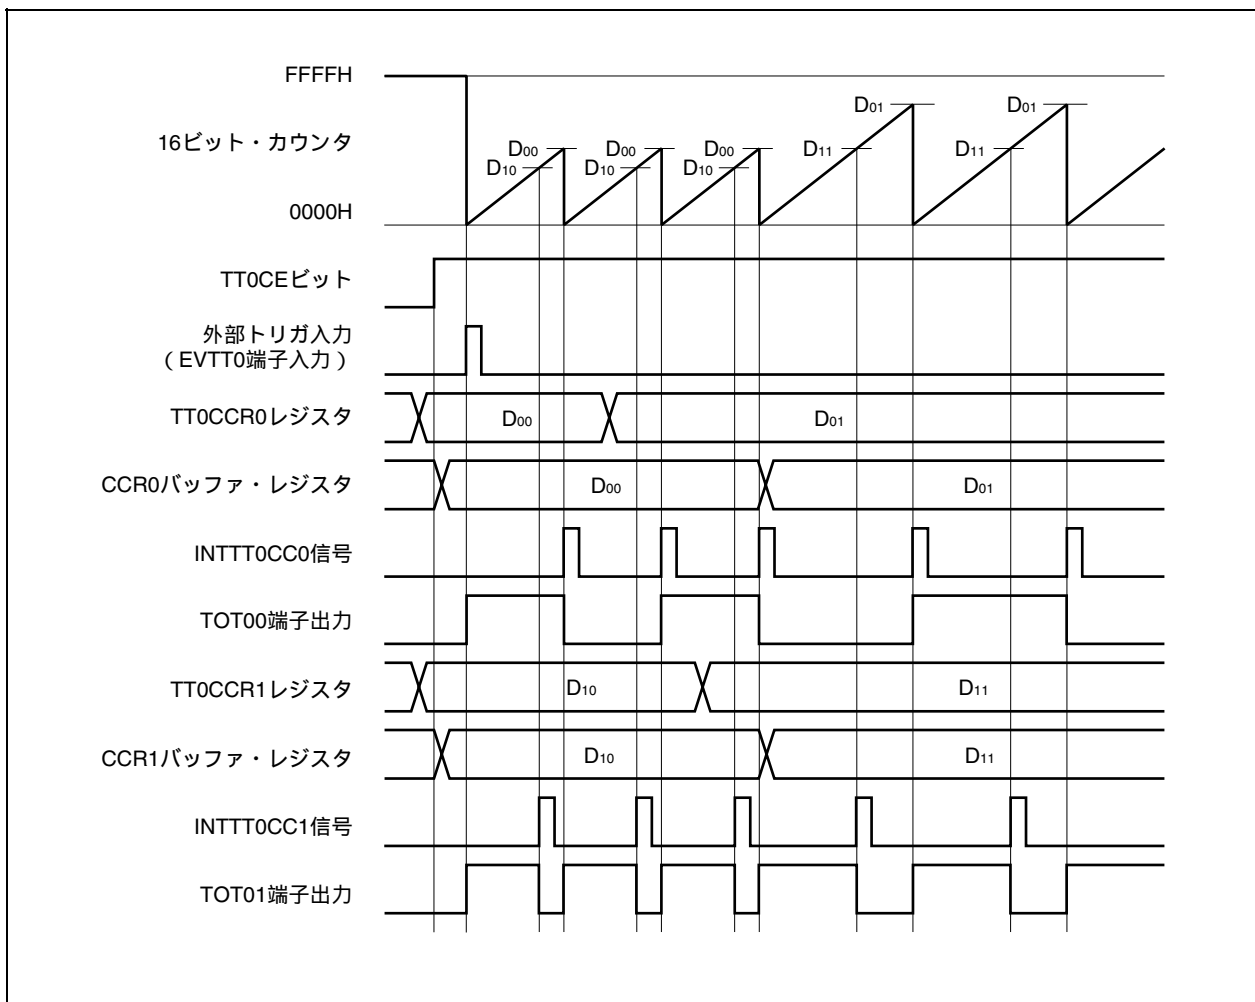 FFFFH
D01 D01
16ビット・カウンタ D00 D00 D00 D11 D11
D10 D10 D10
0000H
TT0CEビット
外部トリガ入力
（EVTT0端子入力）
TT0CCR0レジスタ D00 D01
CCR0バッファ・レジスタ D00 D01
INTTT0CC0信号
TOT00端子出力
TT0CCR1レジスタ D10 D11
CCR1バッファ・レジスタ D10 D11
INTTT0CC1信号
TOT01端子出力